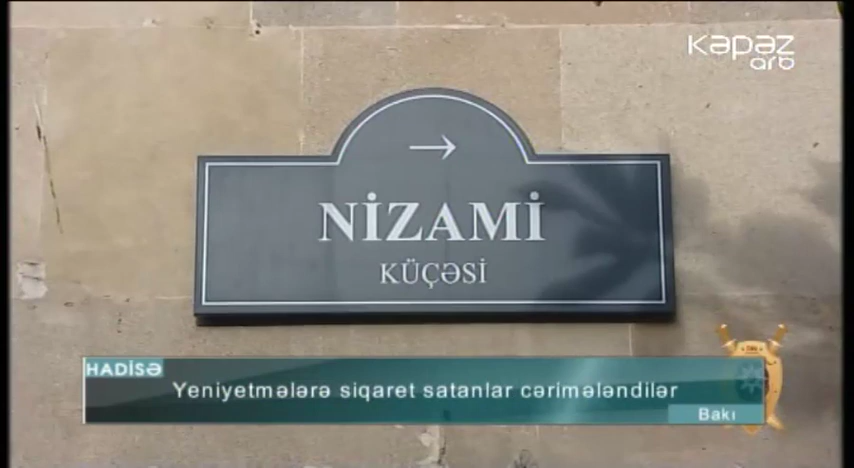 kəpəz
arb
→
NİZAMİ
KÜÇƏSİ
HADİSƏ
Yeniyetmələrə siqaret satanlar cərimələndilər
Bakı